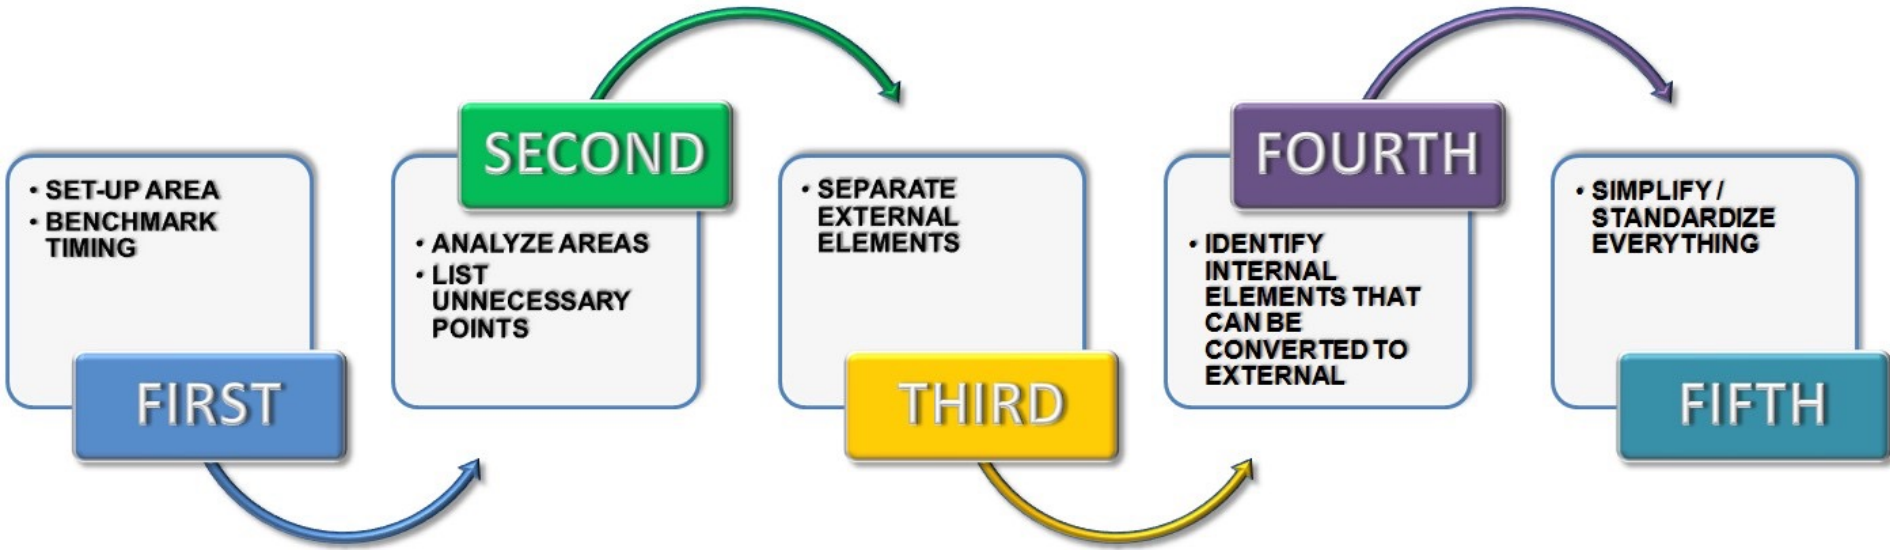 • SET-UP AREA
• BENCHMARK
TIMING
FIRST
SECOND
• ANALYZE AREAS
• LIST
UNNECESSARY
POINTS
• SEPARATE
EXTERNAL
ELEMENTS
THIRD
FOURTH
• IDENTIFY
INTERNAL
ELEMENTS THAT
CAN BE
CONVERTED TO
EXTERNAL
• SIMPLIFY /
STANDARDIZE
EVERYTHING
FIFTH